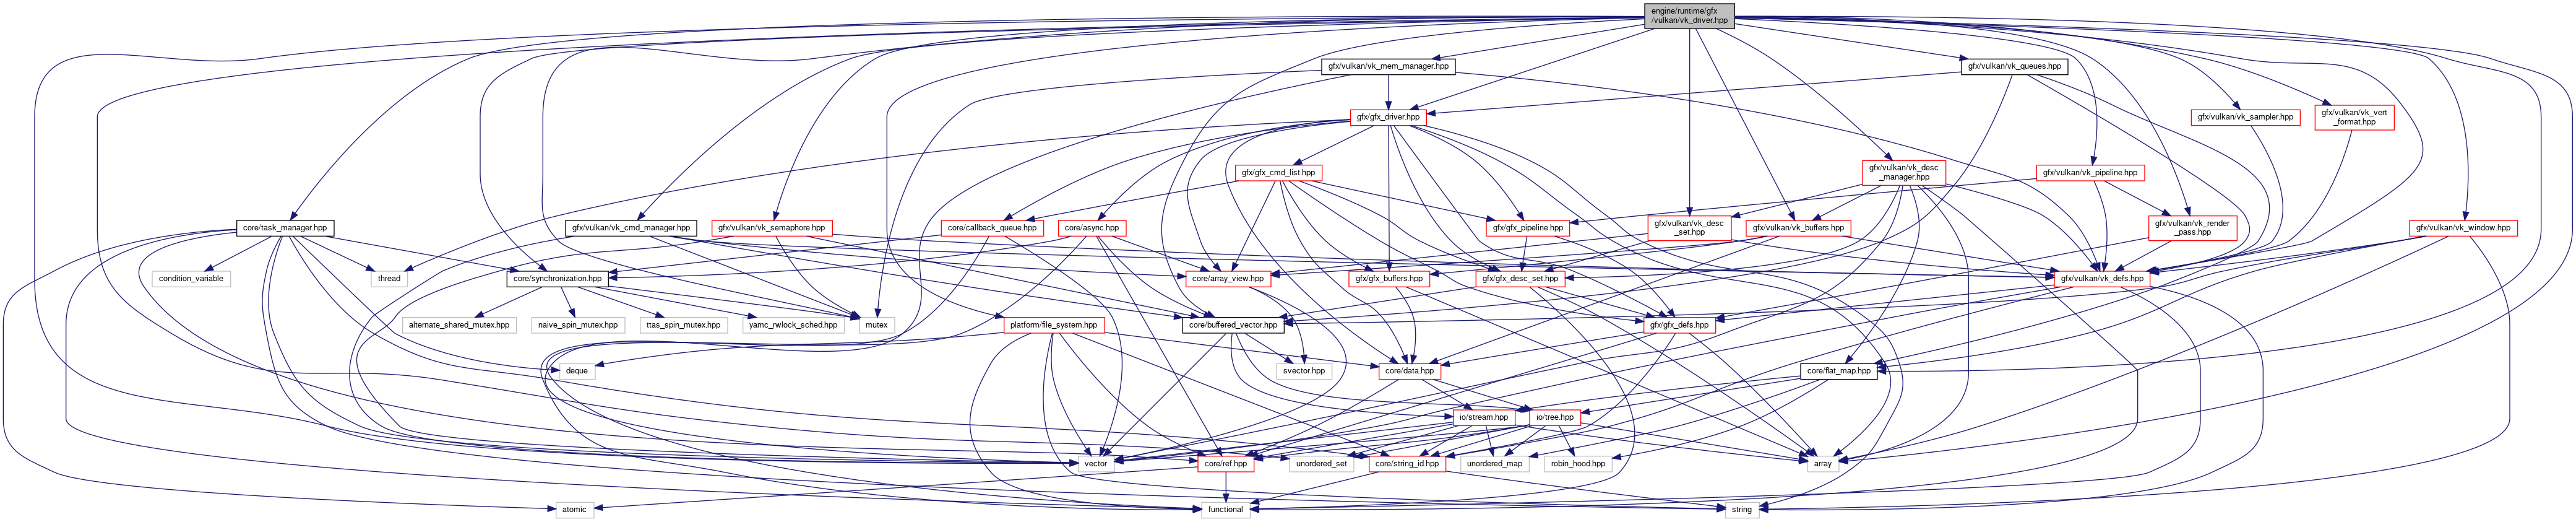 engine/runtime/gfx
/vulkan/vk_driver.hpp
gfx/vulkan/vk_mem_manager.hpp
gfx/vulkan/vk_queues.hpp
gfx/gfx_driver.hpp
gfx/vulkan/vk_sampler.hpp
gfx/vulkan/vk_vert
_format.hpp
gfx/gfx_cmd_list.hpp
gfx/vulkan/vk_desc
_manager.hpp
gfx/vulkan/vk_pipeline.hpp
core/task_manager.hpp
gfx/vulkan/vk_cmd_manager.hpp
gfx/vulkan/vk_semaphore.hpp
core/callback_queue.hpp
core/async.hpp
gfx/gfx_pipeline.hpp
gfx/vulkan/vk_desc
_set.hpp
gfx/vulkan/vk_buffers.hpp
gfx/vulkan/vk_render
_pass.hpp
gfx/vulkan/vk_window.hpp
condition_variable
thread
core/synchronization.hpp
core/array_view.hpp
gfx/gfx_buffers.hpp
gfx/gfx_desc_set.hpp
gfx/vulkan/vk_defs.hpp
alternate_shared_mutex.hpp
naive_spin_mutex.hpp
ttas_spin_mutex.hpp
yamc_rwlock_sched.hpp
mutex
platform/file_system.hpp
core/buffered_vector.hpp
gfx/gfx_defs.hpp
deque
svector.hpp
core/data.hpp
core/flat_map.hpp
io/stream.hpp
io/tree.hpp
vector
core/ref.hpp
unordered_set
core/string_id.hpp
unordered_map
robin_hood.hpp
array
atomic
functional
string